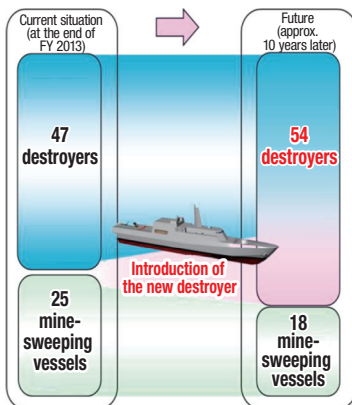 Current situation
(at the end of
FY 2013)
Future
(approx.
10 years later)
47
destroyers
54
destroyers
Introduction of
the new destroyer
25
mine-
sweeping
vessels
18
mine-
sweeping
vessels